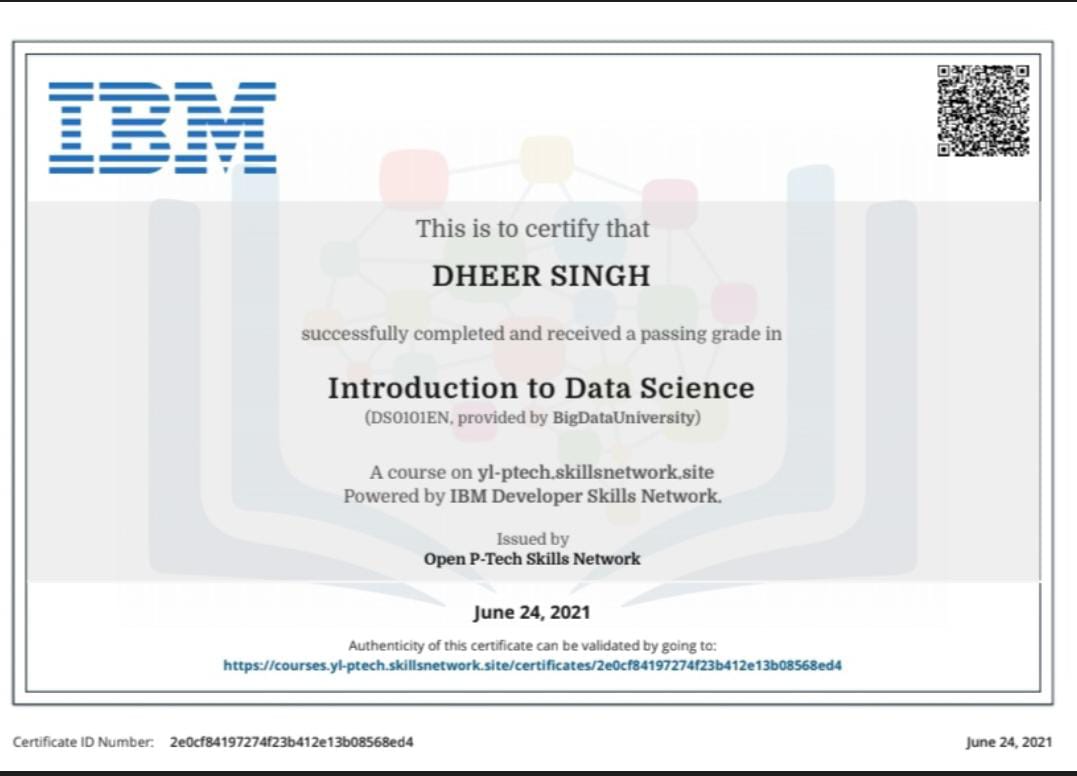 IBM
This is to certify that
DHEER SINGH
successfully completed and received a passing grade in
Introduction to Data Science
(DS0101EN, provided by BigDataUniversity)
A course on yl-ptech.skillsnetwork.site
Powered by IBM Developer Skills Network.
Issued by
Open P-Tech Skills Network
June 24, 2021
Authenticity of this certificate can be validated by going to:
https://courses.yl-ptech.skillsnetwork.site/certificates/2e0cf84197274f23b412e13b08568ed4
Certificate ID Number: 2e0cf84197274f23b412e13b08568ed4
June 24, 2021